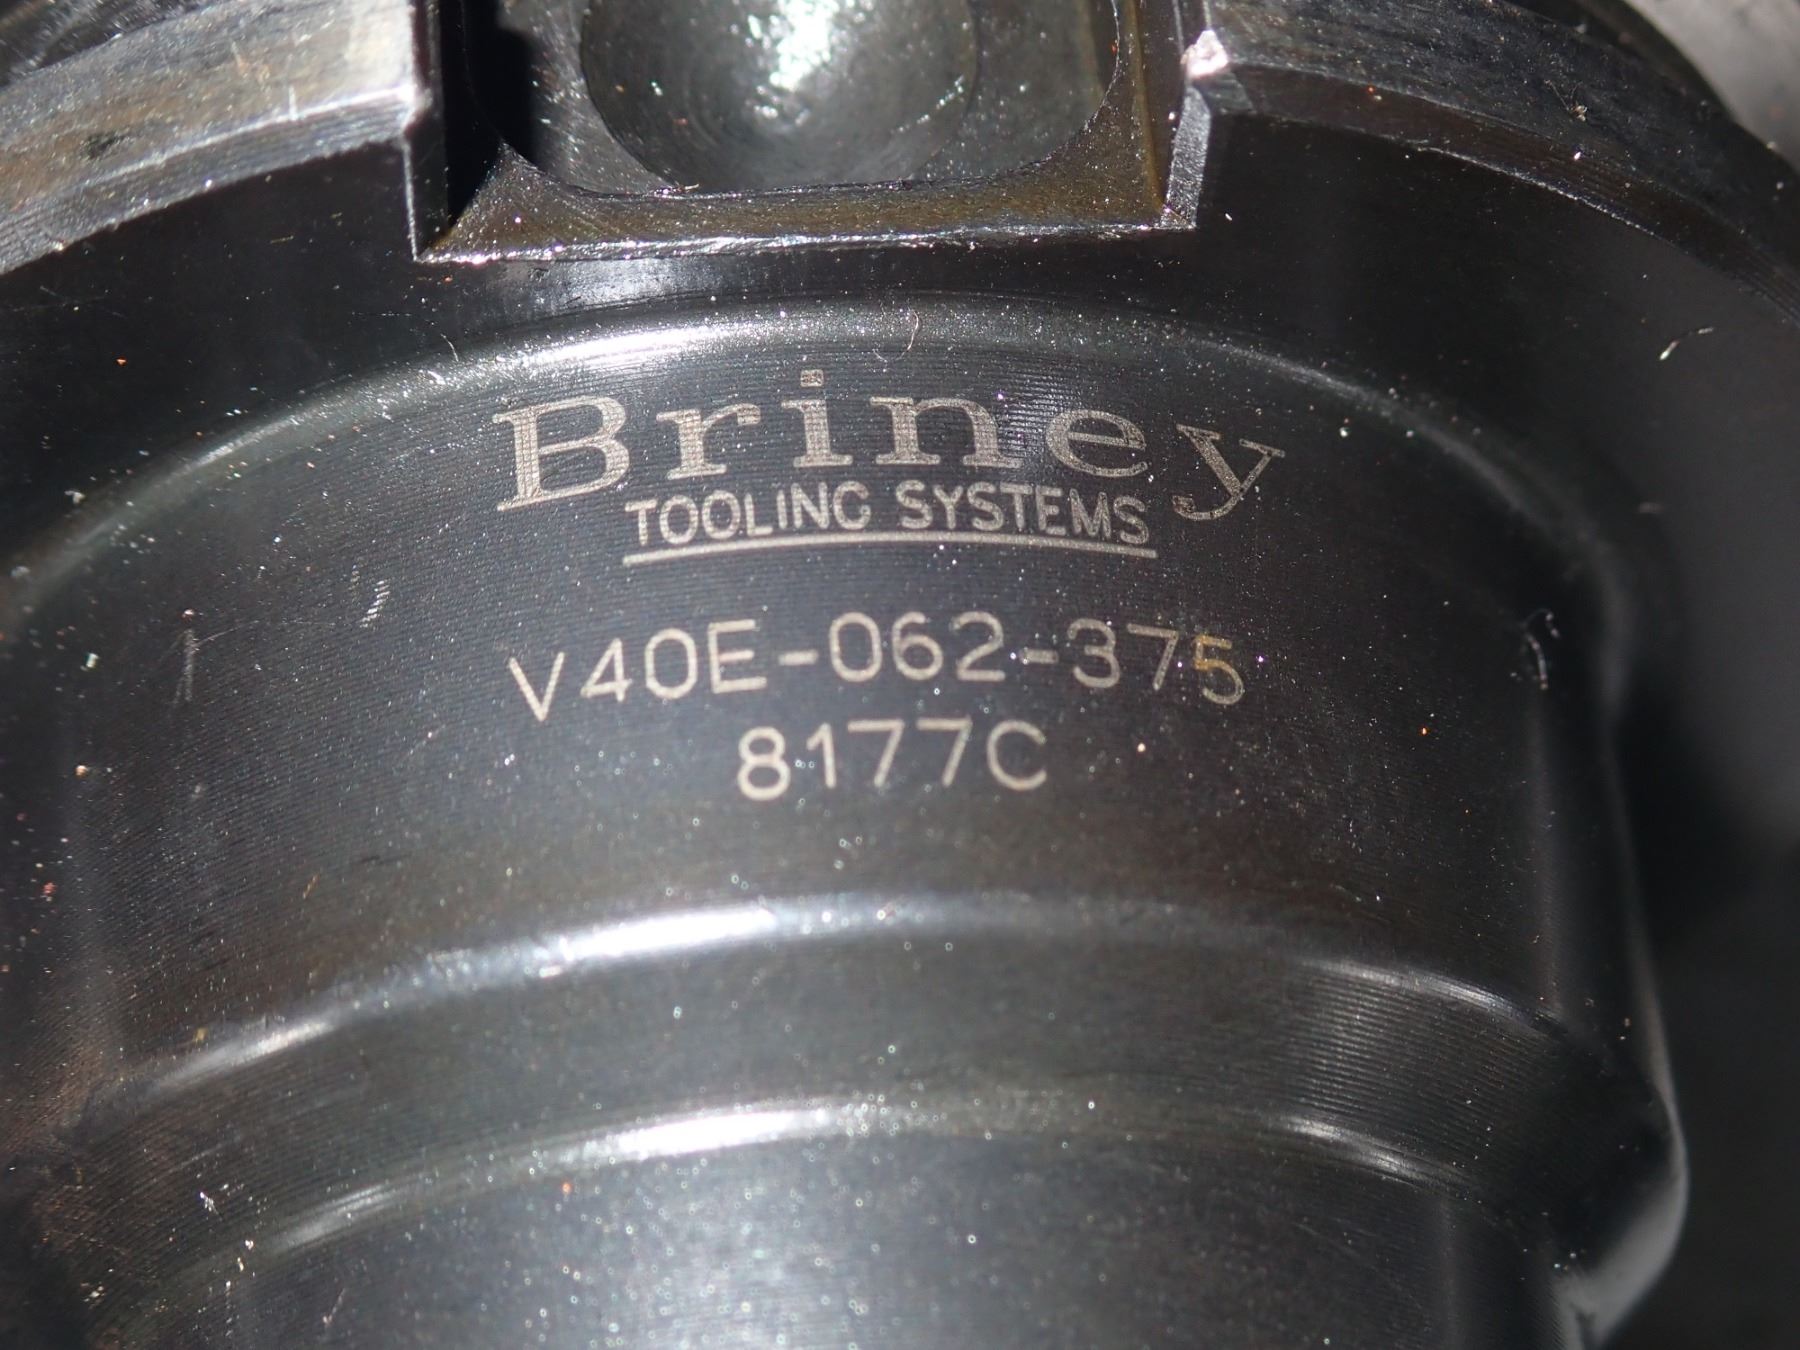 Briney
TOOLING SYSTEMS
V40E-062-375
8177C